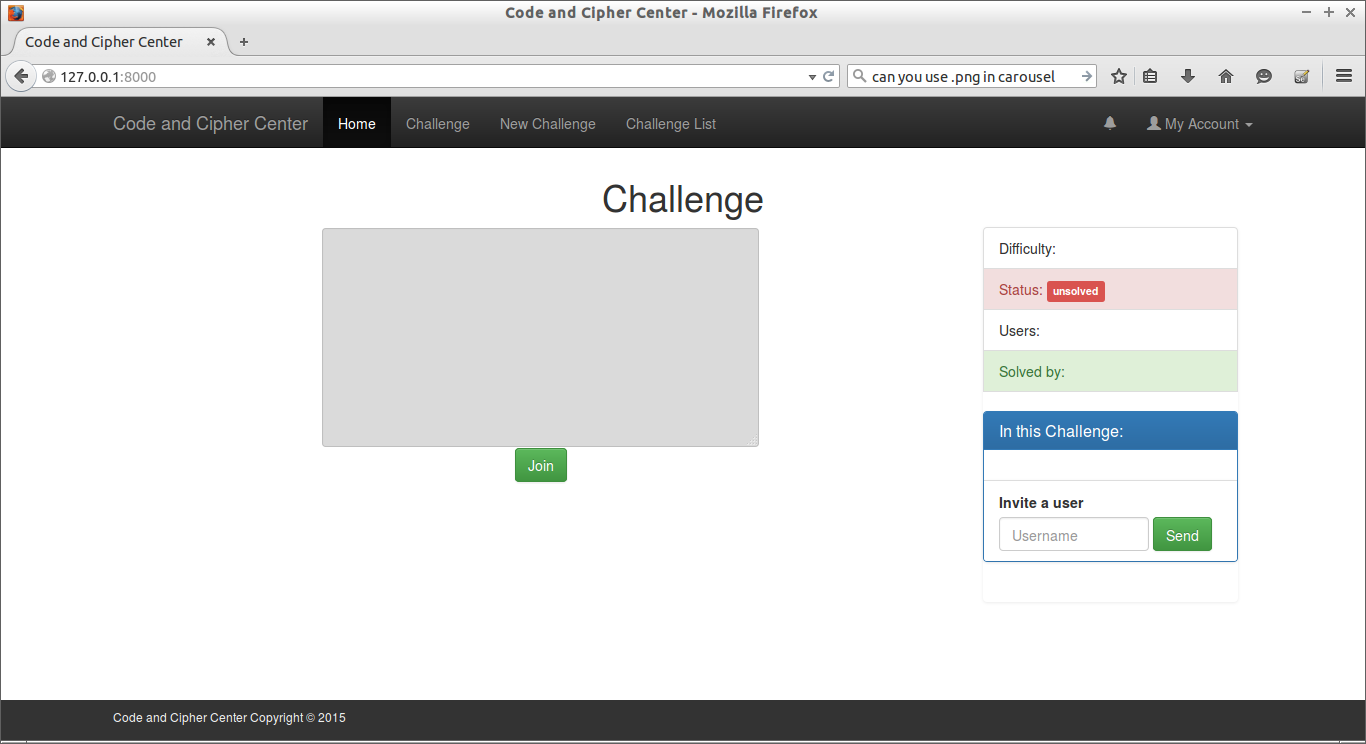 Code and Cipher Center - Mozilla Firefox
Code and Cipher Center
127.0.0.1:8000
can you use .png in carousel
Code and Cipher Center Home Challenge New Challenge Challenge List My Account
Challenge
Difficulty:
Status: unsolved
Users:
Solved by:
In this Challenge:
Join
Invite a user
Username Send
Code and Cipher Center Copyright © 2015